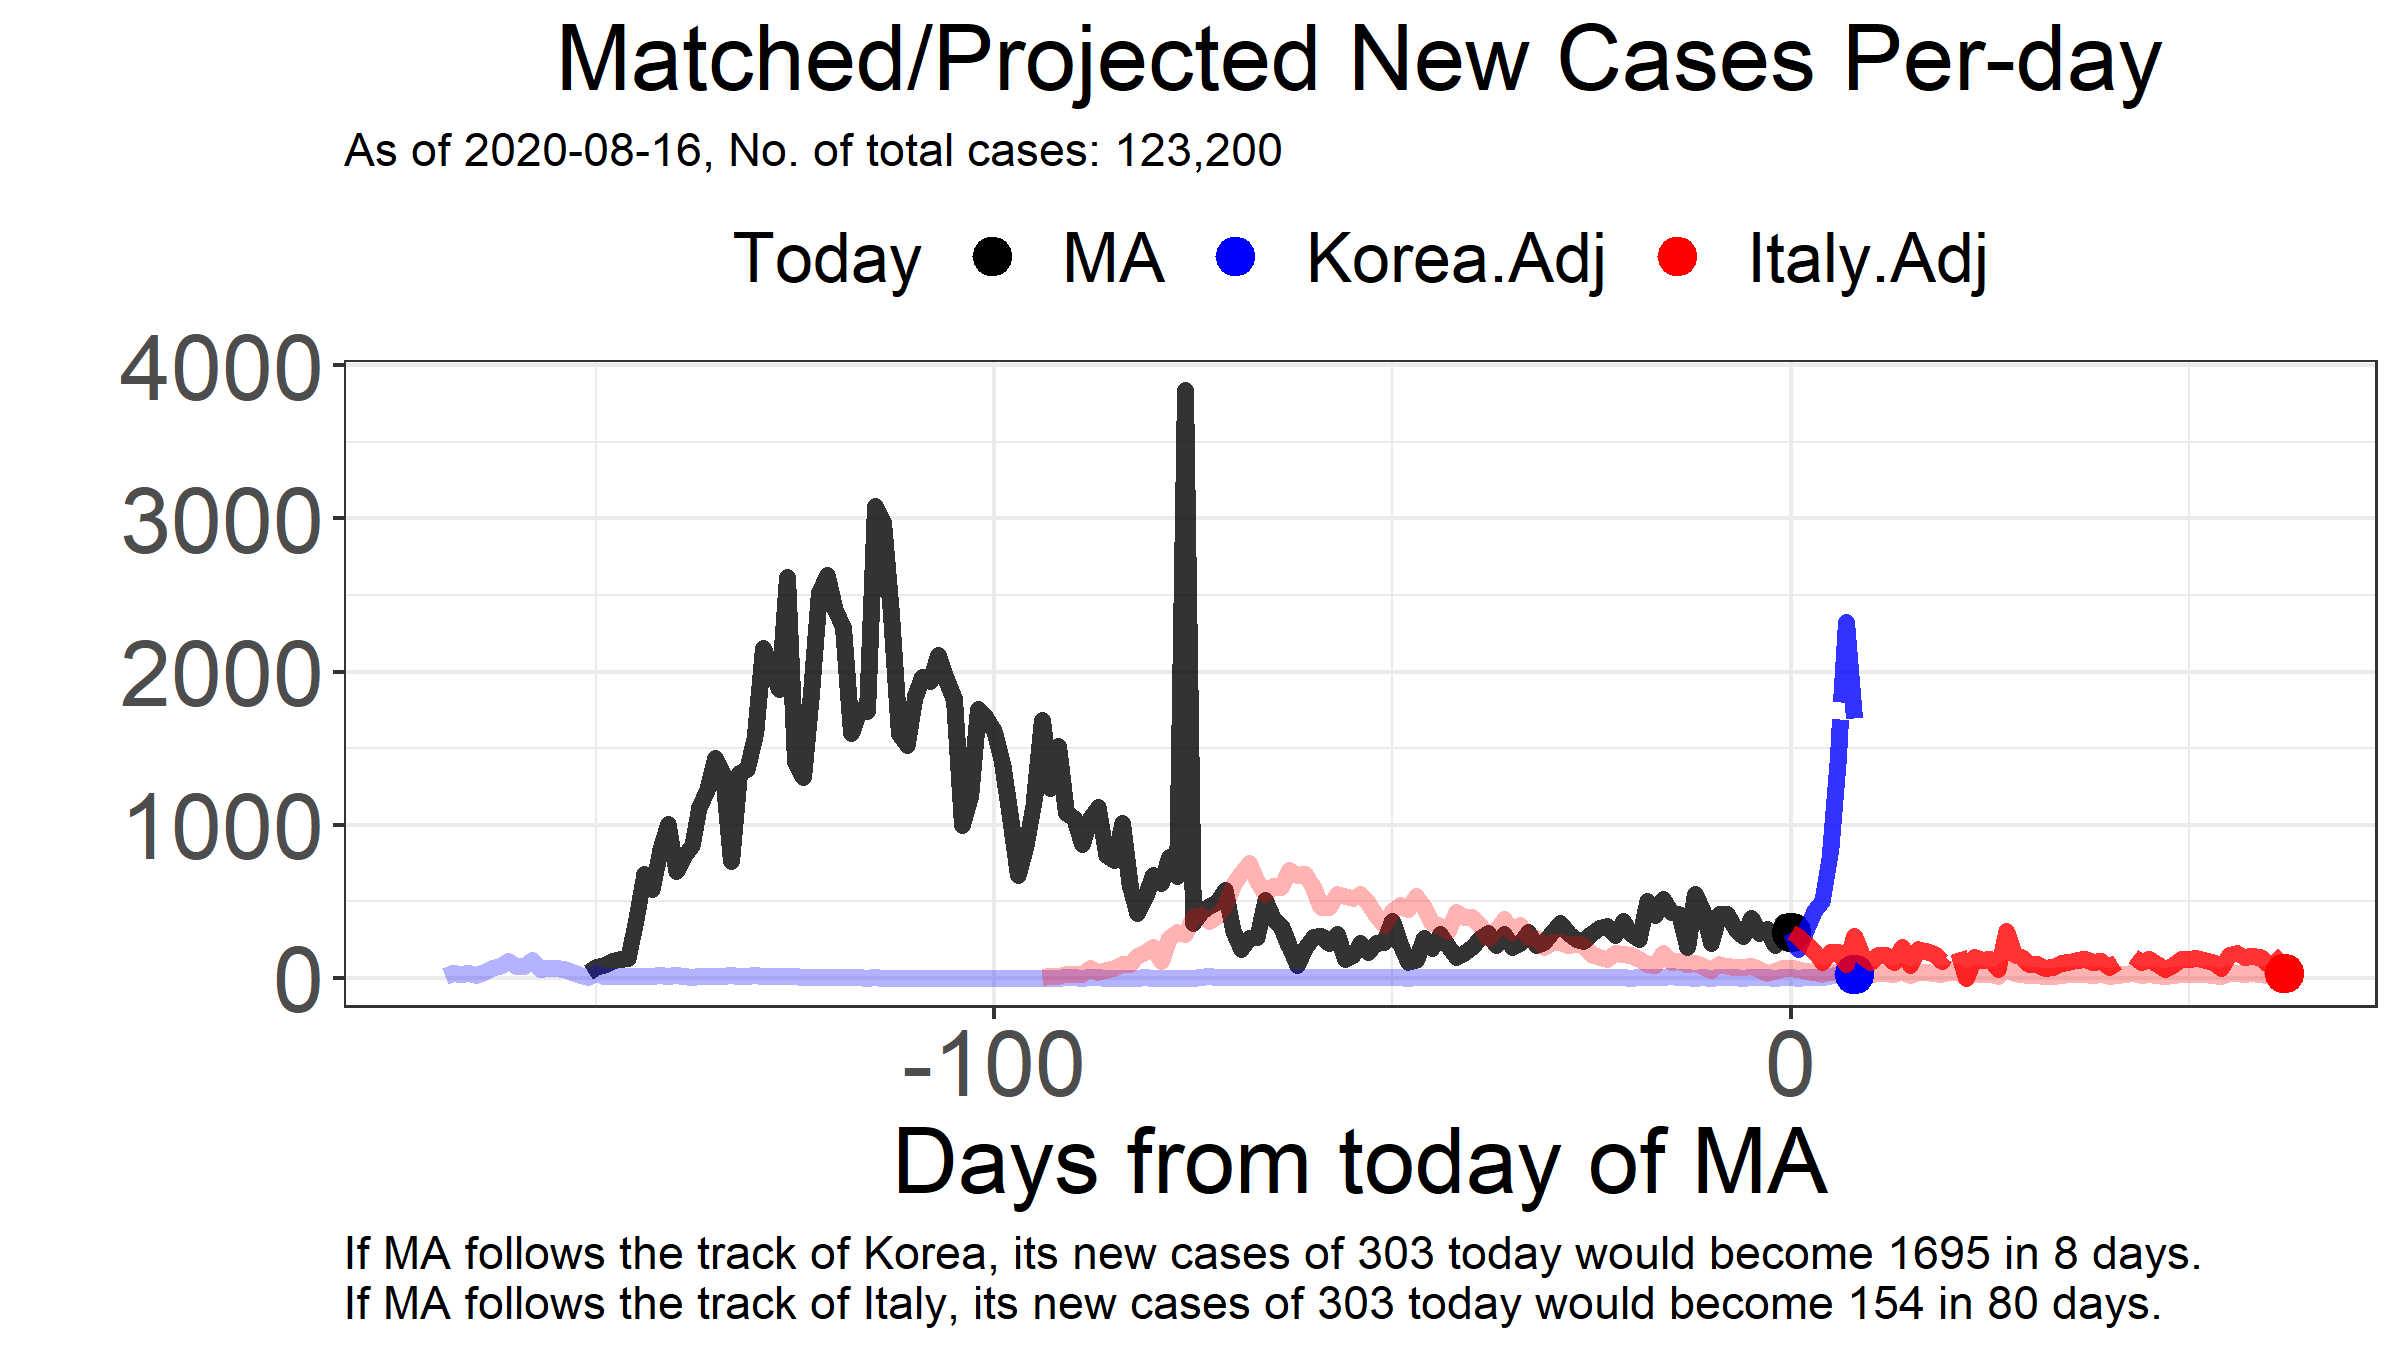 Matched/Projected New Cases Per-day
As of 2020-08-16, No. of total cases: 123,200
Today MA Korea.Adj Italy.Adj
4000
3000
2000
1000
0
-100 0
Days from today of MA
If MA follows the track of Korea, its new cases of 303 today would become 1695 in 8 days.
If MA follows the track of Italy, its new cases of 303 today would become 154 in 80 days.